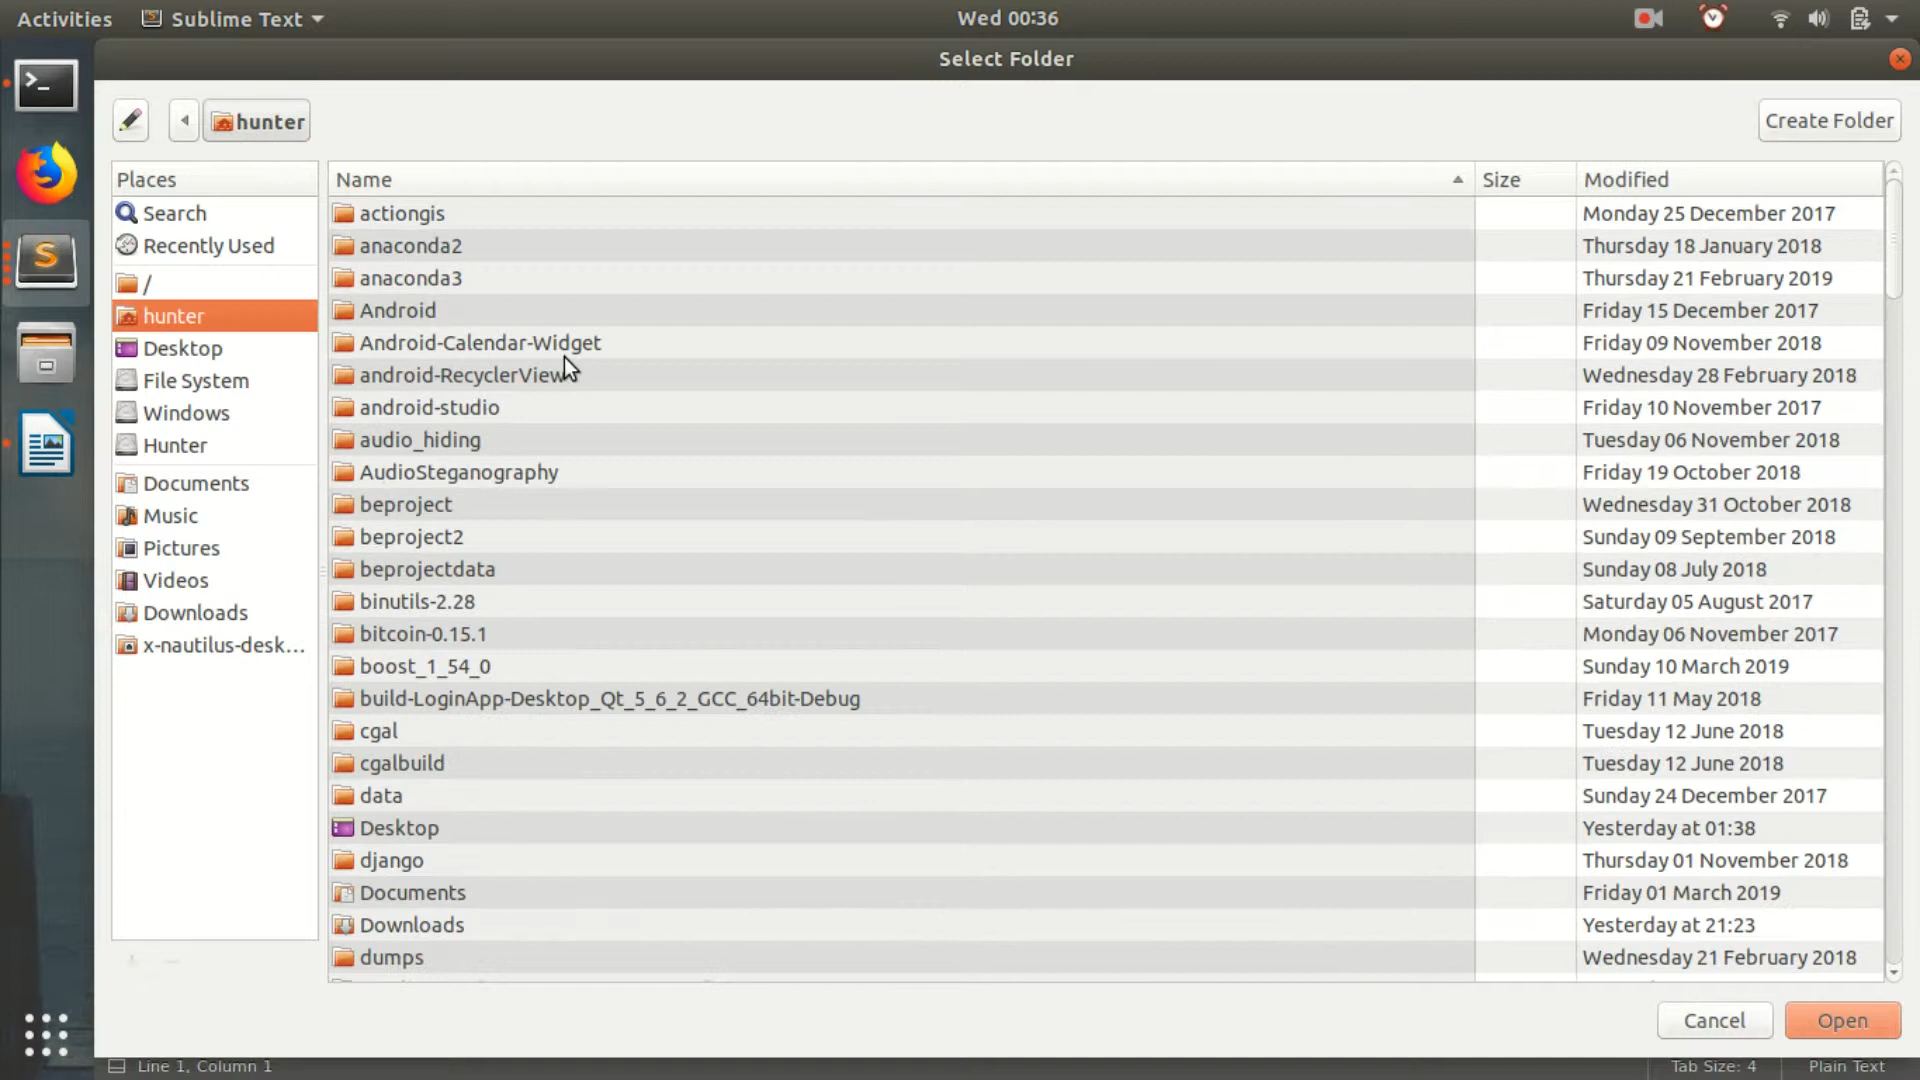 Activities Sublime Text Wed 00:36
Select Folder
hunter Create Folder
Places
Search
Recently Used
/
hunter
Desktop
File System
Windows
Hunter
Documents
Music
Pictures
Videos
Downloads
x-nautilus-desk...
Name Size Modified
actiongis Monday 25 December 2017
anaconda2 Thursday 18 January 2018
anaconda3 Thursday 21 February 2019
Android Friday 15 December 2017
Android-Calendar-Widget Friday 09 November 2018
android-RecyclerView Wednesday 28 February 2018
android-studio Friday 10 November 2017
audio_hiding Tuesday 06 November 2018
AudioSteganography Friday 19 October 2018
beproject Wednesday 31 October 2018
beproject2 Sunday 09 September 2018
beprojectdata Sunday 08 July 2018
binutils-2.28 Saturday 05 August 2017
bitcoin-0.15.1 Monday 06 November 2017
boost_1_54_0 Sunday 10 March 2019
build-LoginApp-Desktop_Qt_5_6_2_GCC_64bit-Debug Friday 11 May 2018
cgal Tuesday 12 June 2018
cgalbuild Tuesday 12 June 2018
data Sunday 24 December 2017
Desktop Yesterday at 01:38
django Thursday 01 November 2018
Documents Friday 01 March 2019
Downloads Yesterday at 21:23
dumps Wednesday 21 February 2018
Cancel Open
Line 1, Column 1 Tab Size: 4 Plain Text